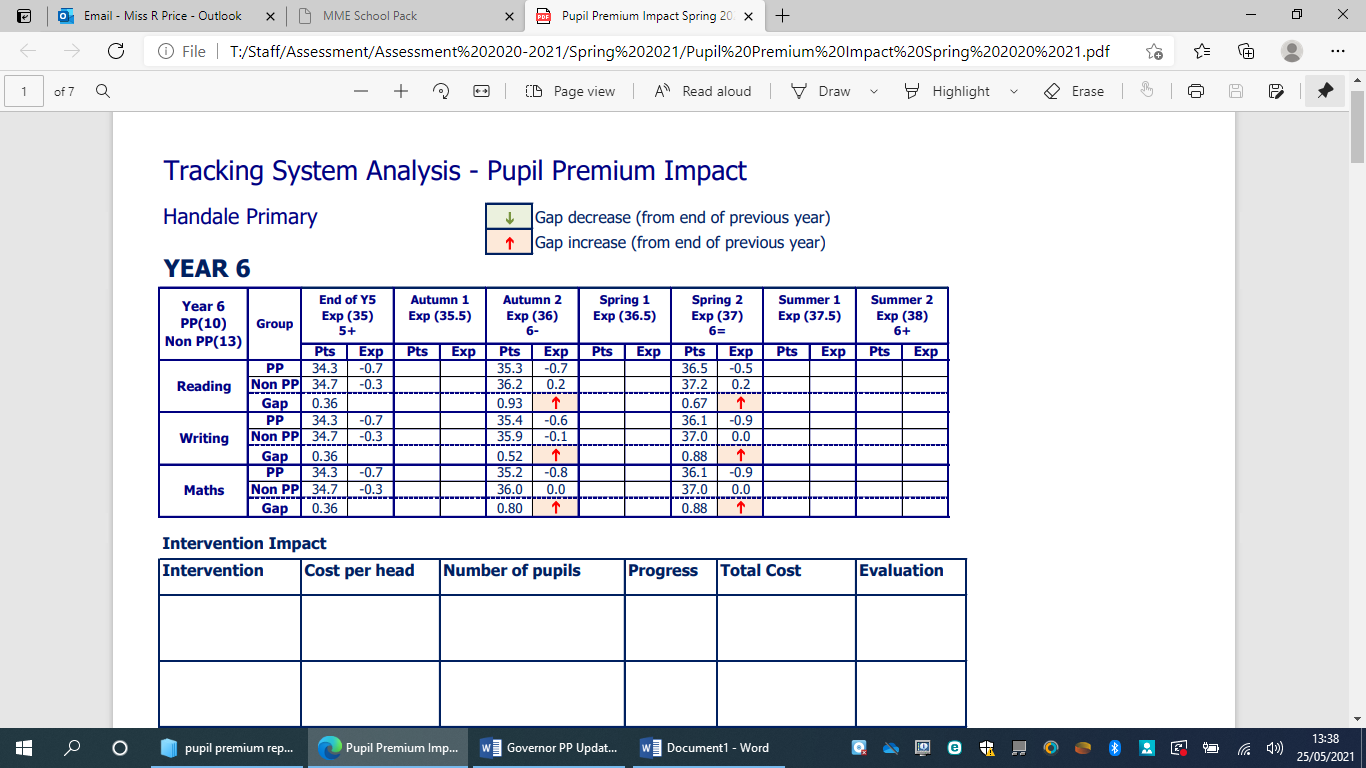 Email - Miss R Price - Outlook
MME School Pack
Pupil Premium Impact Spring 20
File T:/Staff/Assessment/Assessment%202020-2021/Spring%202021/Pupil%20Premium%20Impact%20Spring%202020%2021.pdf
1 of 7 Page view Read aloud Draw Highlight Erase
Tracking System Analysis - Pupil Premium Impact
Handale Primary
↓ Gap decrease (from end of previous year)
↑ Gap increase (from end of previous year)
YEAR 6
Year 6 PP(10) Non PP(13) Group End of Y5 Exp (35) 5+ Autumn 1 Exp (35.5) Autumn 2 Exp (36) 6- Spring 1 Exp (36.5) Spring 2 Exp (37) 6= Summer 1 Exp (37.5) Summer 2 Exp (38) 6+
Pts Exp Pts Exp Pts Exp Pts Exp Pts Exp Pts Exp Pts Exp
Reading
PP 34.3 -0.7 35.3 -0.7 36.5 -0.5
Non PP 34.7 -0.3 36.2 0.2 37.2 0.2
Gap 0.36 0.93 ↑ 0.67 ↑
Writing
PP 34.3 -0.7 35.4 -0.6 36.1 -0.9
Non PP 34.7 -0.3 35.9 -0.1 37.0 0.0
Gap 0.36 0.52 ↑ 0.88 ↑
Maths
PP 34.3 -0.7 35.2 -0.8 36.1 -0.9
Non PP 34.7 -0.3 36.0 0.0 37.0 0.0
Gap 0.36 0.80 ↑ 0.88 ↑
Intervention Impact
Intervention Cost per head Number of pupils Progress Total Cost Evaluation
pupil premium rep... Pupil Premium Imp... Governor PP Updat... Document1 - Word
13:38
25/05/2021